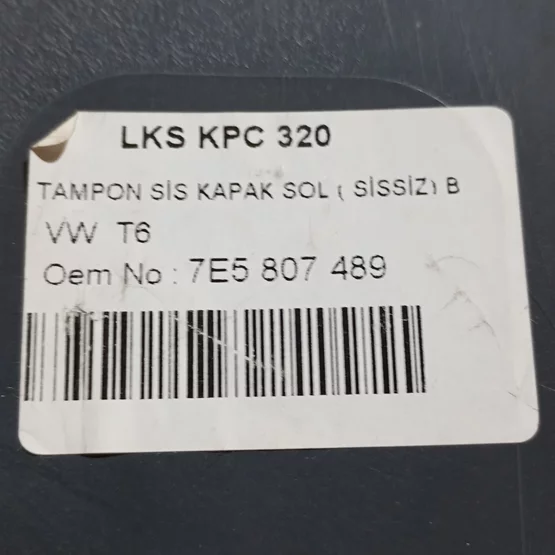 LKS KPC 320
TAMPON SİS KAPAK SOL ( SİSSİZ) B
VW T6
Oem No : 7E5 807 489